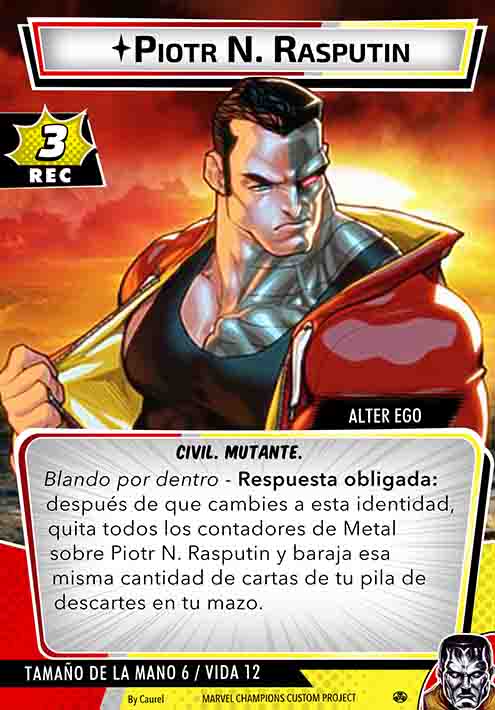 PIOTR N. RASPUTIN
3
REC
ALTER EGO
CIVIL. MUTANTE.
Blando por dentro - Respuesta obligada:
después de que cambies a esta identidad,
quita todos los contadores de Metal
sobre Piotr N. Rasputin y baraja esa
misma cantidad de cartas de tu pila de
descartes en tu mazo.
TAMAÑO DE LA MANO 6 / VIDA 12
By Caurel MARVEL CHAMPIONS CUSTOM PROJECT